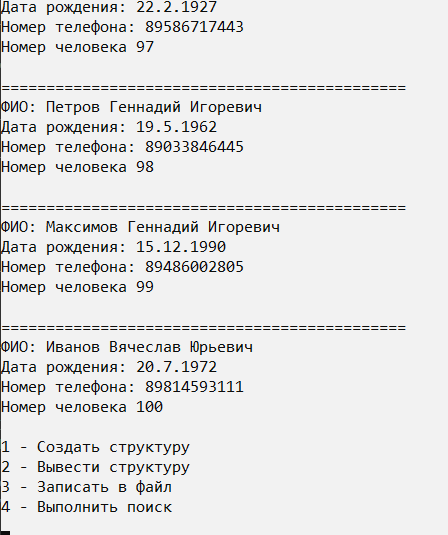 Дата рождения: 22.2.1927
Номер телефона: 89586717443
Номер человека 97
=============================================
ФИО: Петров Геннадий Игоревич
Дата рождения: 19.5.1962
Номер телефона: 89033846445
Номер человека 98
=============================================
ФИО: Максимов Геннадий Игоревич
Дата рождения: 15.12.1990
Номер телефона: 89486002805
Номер человека 99
=============================================
ФИО: Иванов Вячеслав Юрьевич
Дата рождения: 20.7.1972
Номер телефона: 89814593111
Номер человека 100
1 - Создать структуру
2 - Вывести структуру
3 - Записать в файл
4 - Выполнить поиск